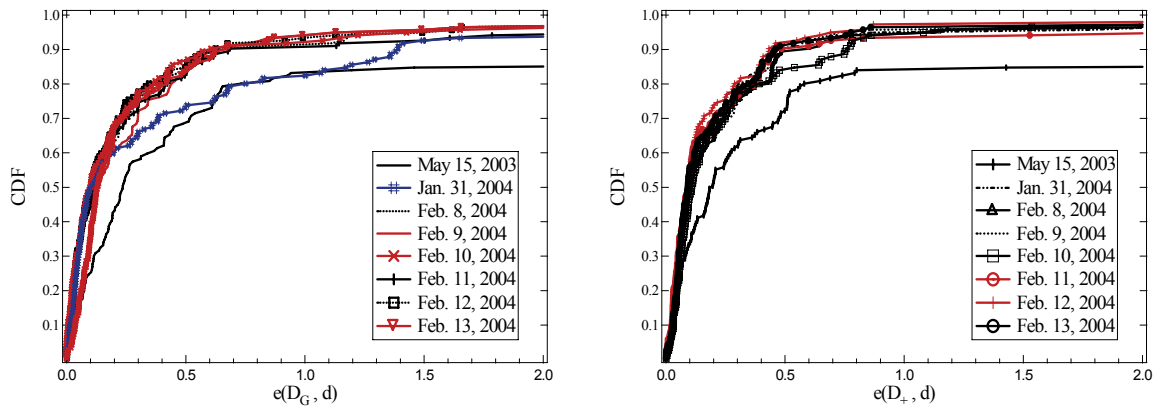 1.0
0.9
0.8
0.7
0.6
0.5
0.4
0.3
0.2
0.1
CDF
0.0 0.5 1.0 1.5 2.0
e(D_G, d)
May 15, 2003
Jan. 31, 2004
Feb. 8, 2004
Feb. 9, 2004
Feb. 10, 2004
Feb. 11, 2004
Feb. 12, 2004
Feb. 13, 2004
1.0
0.9
0.8
0.7
0.6
0.5
0.4
0.3
0.2
0.1
CDF
0.0 0.5 1.0 1.5 2.0
e(D_+, d)
May 15, 2003
Jan. 31, 2004
Feb. 8, 2004
Feb. 9, 2004
Feb. 10, 2004
Feb. 11, 2004
Feb. 12, 2004
Feb. 13, 2004